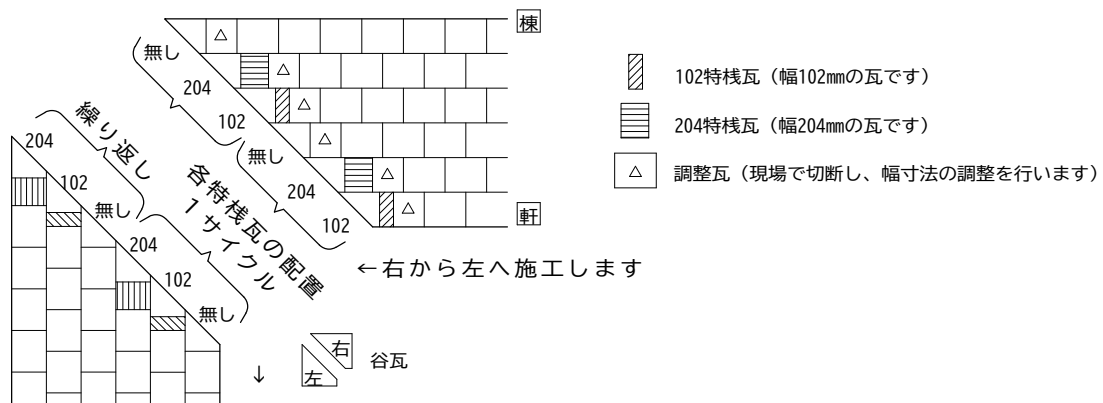 棟
無し
204
102
無し
204
102
軒
102特桟瓦（幅102㎜の瓦です）
204特桟瓦（幅204㎜の瓦です）
調整瓦（現場で切断し、幅寸法の調整を行います）
繰り返し
各特桟瓦の配置
1サイクル
204
102
無し
204
102
無し
←右から左へ施工します
↓
右
左
谷瓦